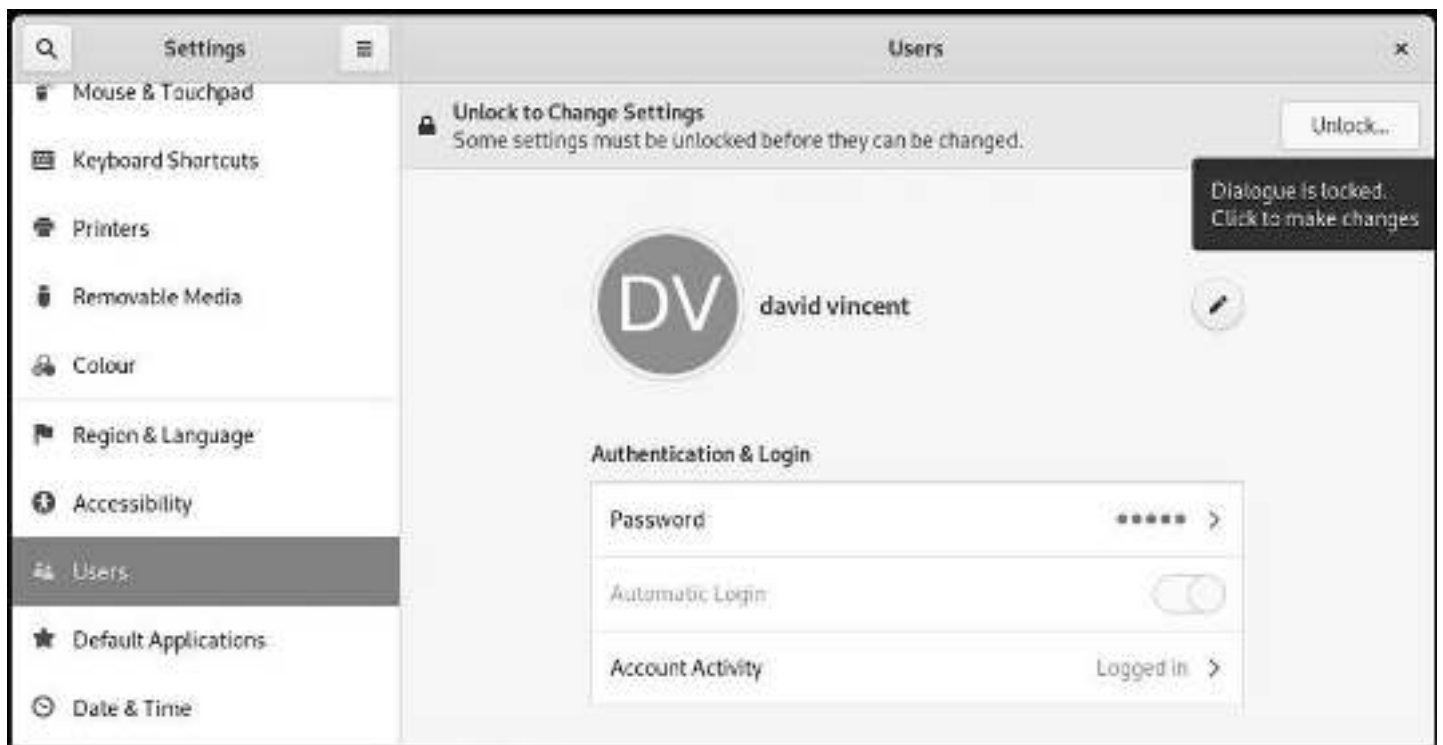 Settings
Users
Mouse & Touchpad
Keyboard Shortcuts
Printers
Removable Media
Colour
Region & Language
Accessibility
Users
Default Applications
Date & Time
Unlock to Change Settings
Some settings must be unlocked before they can be changed.
Unlock...
Dialogue is locked.
Click to make changes
DV
david vincent
Authentication & Login
Password
Automatic Login
Account Activity
Logged in